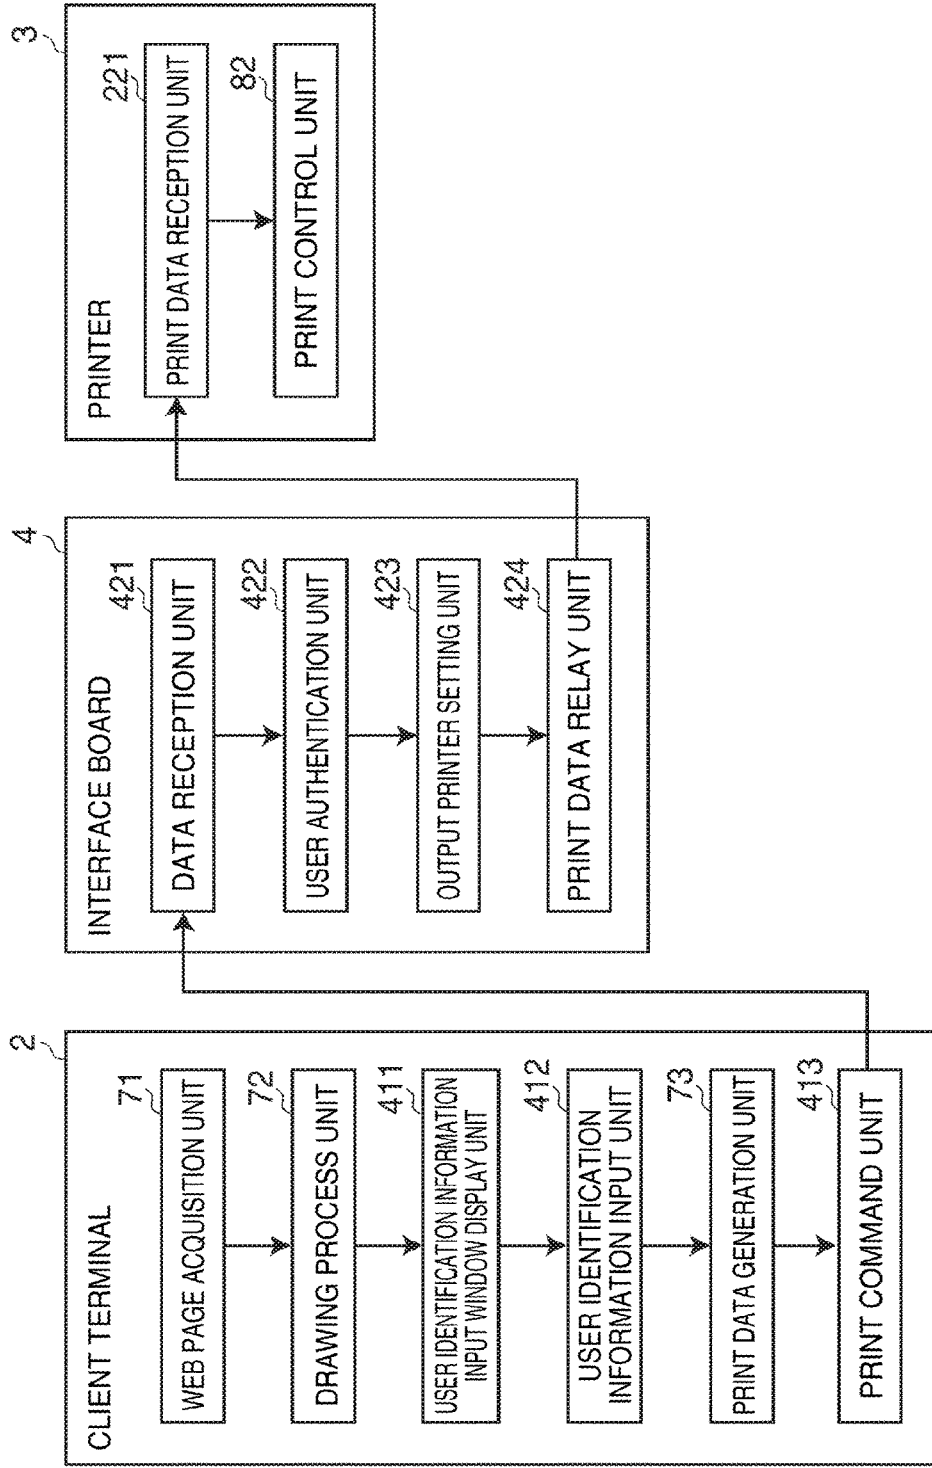 2
CLIENT TERMINAL
71
WEB PAGE ACQUISITION UNIT
72
DRAWING PROCESS UNIT
411
USER IDENTIFICATION INFORMATION
INPUT WINDOW DISPLAY UNIT
412
USER IDENTIFICATION
INFORMATION INPUT UNIT
73
PRINT DATA GENERATION UNIT
413
PRINT COMMAND UNIT
4
INTERFACE BOARD
421
DATA RECEPTION UNIT
422
USER AUTHENTICATION UNIT
423
OUTPUT PRINTER SETTING UNIT
424
PRINT DATA RELAY UNIT
3
PRINTER
221
PRINT DATA RECEPTION UNIT
82
PRINT CONTROL UNIT